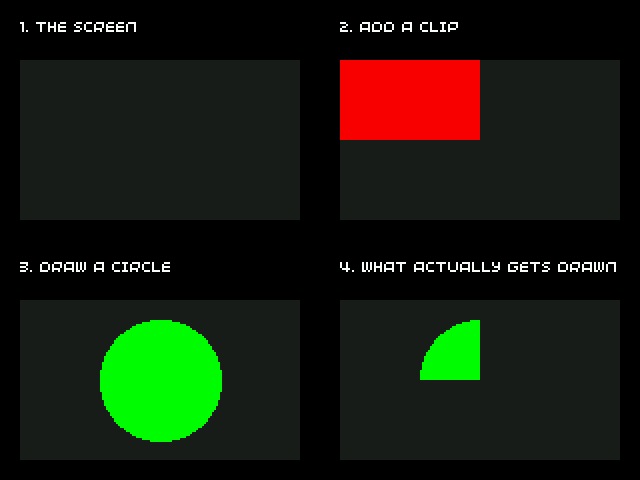 1. THE SCREEN
2. ADD A CLIP
3. DRAW A CIRCLE
4. WHAT ACTUALLY GETS DRAWN